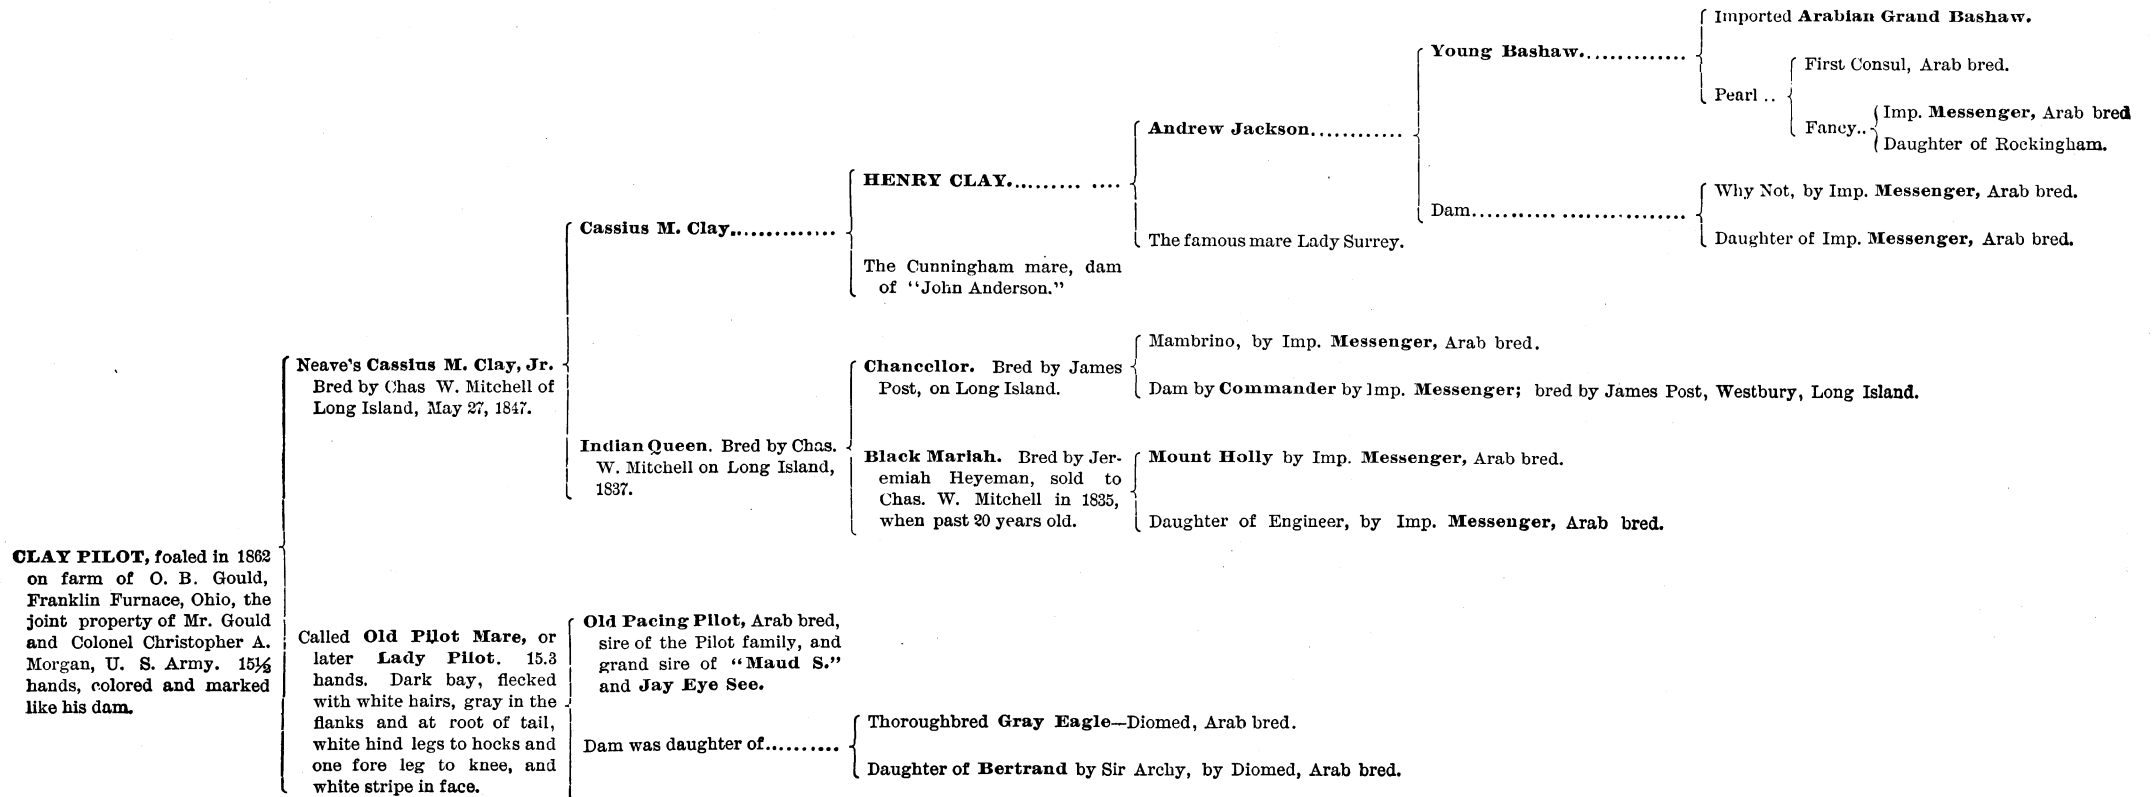 Imported Arabian Grand Bashaw.
Young Bashaw..............
First Consul, Arab bred.
Pearl ..
Imp. Messenger, Arab bred
Fancy..
Daughter of Rockingham.
Andrew Jackson............
Why Not, by Imp. Messenger, Arab bred.
Dam..............................
Daughter of Imp. Messenger, Arab bred.
HENRY CLAY......... ....
The famous mare Lady Surrey.
Cassius M. Clay..............
The Cunningham mare, dam
of "John Anderson."
Neave's Cassius M. Clay, Jr.
Bred by Chas W. Mitchell of
Long Island, May 27, 1847.
Mambrino, by Imp. Messenger, Arab bred.
Chancellor. Bred by James
Post, on Long Island.
Dam by Commander by Imp. Messenger; bred by James Post, Westbury, Long Island.
Indian Queen. Bred by Chas.
W. Mitchell on Long Island,
1837.
Black Mariah. Bred by Jer-
emiah Heyeman, sold to
Chas. W. Mitchell in 1835,
when past 20 years old.
Mount Holly by Imp. Messenger, Arab bred.
Daughter of Engineer, by Imp. Messenger, Arab bred.
CLAY PILOT, foaled in 1862
on farm of O. B. Gould,
Franklin Furnace, Ohio, the
joint property of Mr. Gould
and Colonel Christopher A.
Morgan, U. S. Army. 15½
hands, colored and marked
like his dam.
Called Old Pilot Mare, or
later Lady Pilot. 15.3
hands. Dark bay, flecked
with white hairs, gray in the
flanks and at root of tail,
white hind legs to hocks and
one fore leg to knee, and
white stripe in face.
Old Pacing Pilot, Arab bred,
sire of the Pilot family, and
grand sire of "Maud S."
and Jay Eye See.
Dam was daughter of..........
Thoroughbred Gray Eagle—Diomed, Arab bred.
Daughter of Bertrand by Sir Archy, by Diomed, Arab bred.